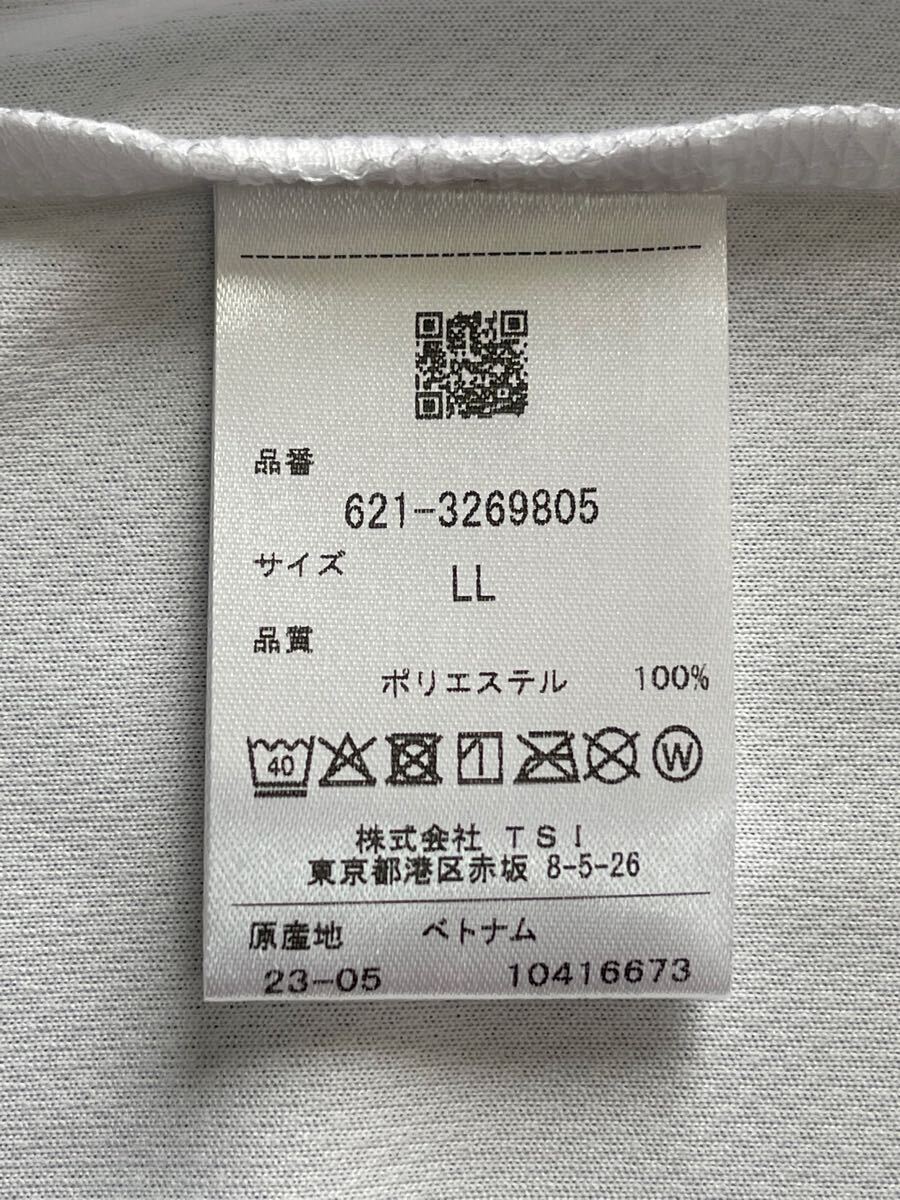 品番
621-3269805
サイズ
LL
品質
ポリエステル 100%
40 W
株式会社 TSI
東京都港区赤坂 8-5-26
原産地 ベトナム
23-05 10416673